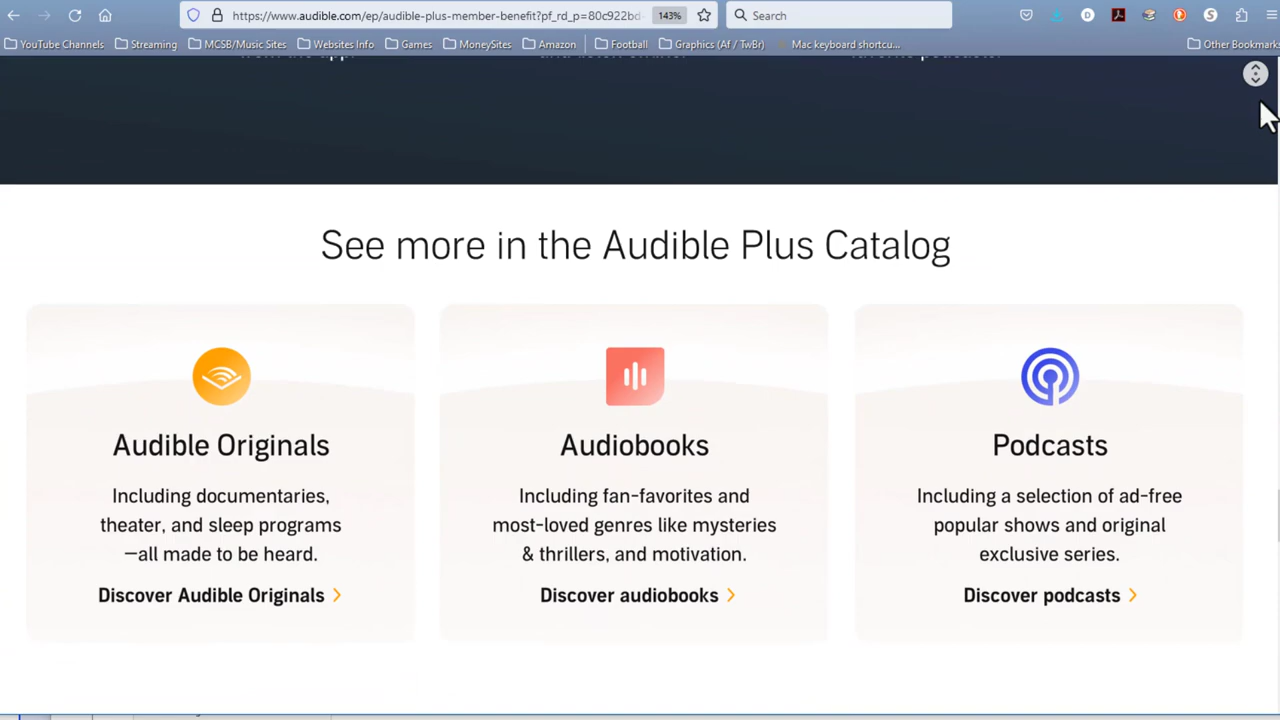 https://www.audible.com/ep/audible-plus-member-benefit?pf_rd_p=80c922bd-
143%
Search
YouTube Channels
Streaming
MCSB/Music Sites
Websites Info
Games
MoneySites
Amazon
Football
Graphics (Af / TwBr)
Mac keyboard shortcu...
Other Bookmarks
See more in the Audible Plus Catalog
Audible Originals
Including documentaries,
theater, and sleep programs
—all made to be heard.
Discover Audible Originals
Audiobooks
Including fan-favorites and
most-loved genres like mysteries
& thrillers, and motivation.
Discover audiobooks
Podcasts
Including a selection of ad-free
popular shows and original
exclusive series.
Discover podcasts